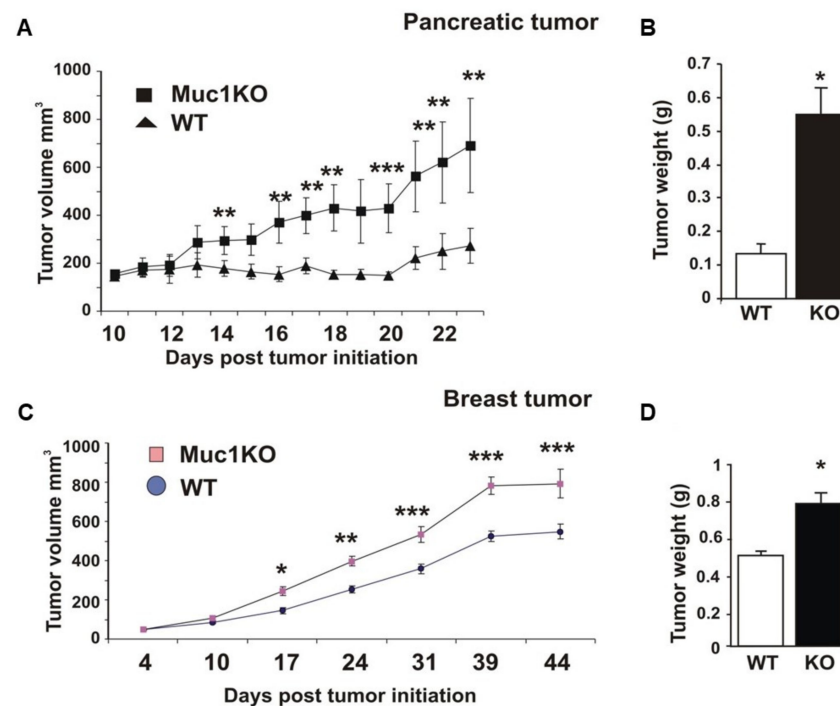 A
Pancreatic tumor
B
1000
800
600
400
200
0
Tumor volume mm³
Muc1KO
WT
**
**
**
**
***
**
**
**
10 12 14 16 18 20 22
Days post tumor initiation
0.7
0.6
0.5
0.4
0.3
0.2
0.1
0
Tumor weight (g)
*
WT KO
C
Breast tumor
D
1000
800
600
400
200
0
Tumor volume mm³
Muc1KO
WT
*
**
***
***
***
4 10 17 24 31 39 44
Days post tumor initiation
1
0.8
0.6
0.4
0.2
0
Tumor weight (g)
*
WT KO